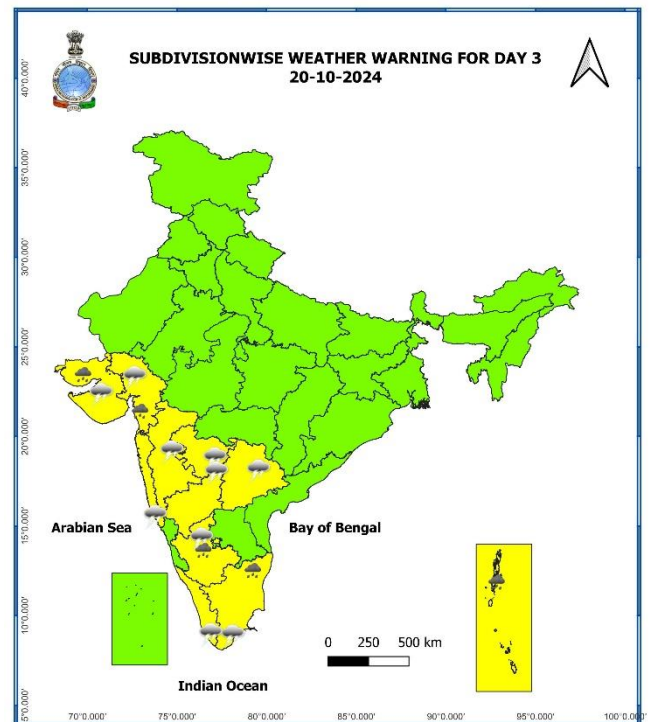 SUBDIVISIONWISE WEATHER WARNING FOR DAY 3
20-10-2024
40°0.000'
35°0.000'
30°0.000'
25°0.000'
20°0.000'
15°0.000'
10°0.000'
5°0.000'
Arabian Sea
Bay of Bengal
0 250 500 km
Indian Ocean
70°0.000' 75°0.000' 80°0.000' 85°0.000' 90°0.000' 95°0.000'